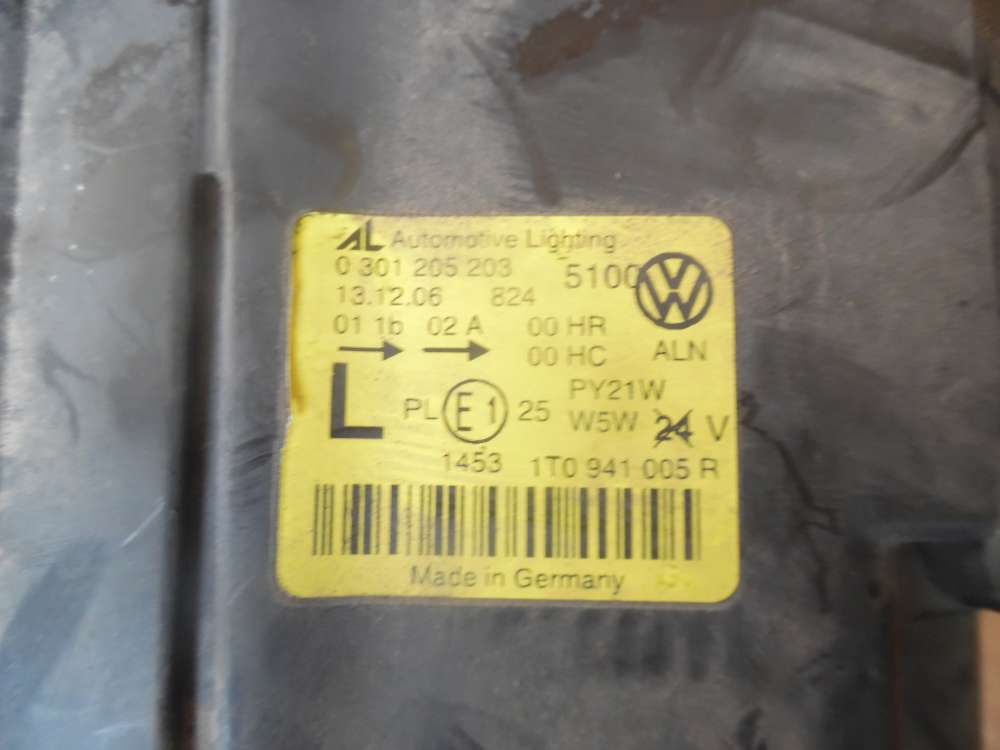 AL Automotive Lighting
0 301 205 203 5100
13.12.06 824
01 1b 02 A 00 HR
00 HC ALN
L PL E1 25 PY21W
W5W 24 V
1453 1T0 941 005 R
Made in Germany